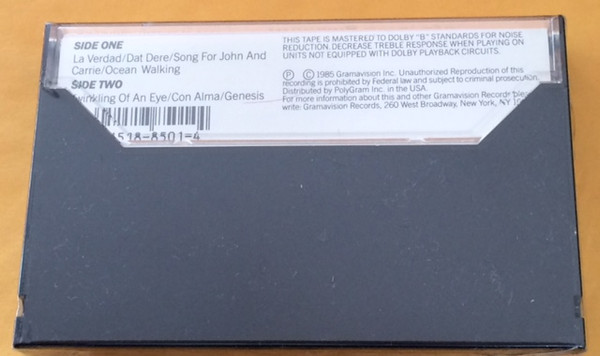 SIDE ONE
La Verdad/Dat Dere/Song For John And
Carrie/Ocean Walking
SIDE TWO
Of An Eye/Con Alma/Genesis
518-8501-4
THIS TAPE IS MASTERED TO DOLBY "B" STANDARDS FOR NOISE
REDUCTION. DECREASE TREBLE RESPONSE WHEN PLAYING ON
UNITS NOT EQUIPPED WITH DOLBY PLAYBACK CIRCUITS.
Ⓟ Ⓒ 1985 Gramavision Inc. Unauthorized Reproduction of this
recording is prohibited by Federal law and subject to criminal prosecution.
Distributed by PolyGram Inc. in the USA.
For more information about this and other Gramavision Records
write: Gramavision Records, 260 West Broadway, New York, NY